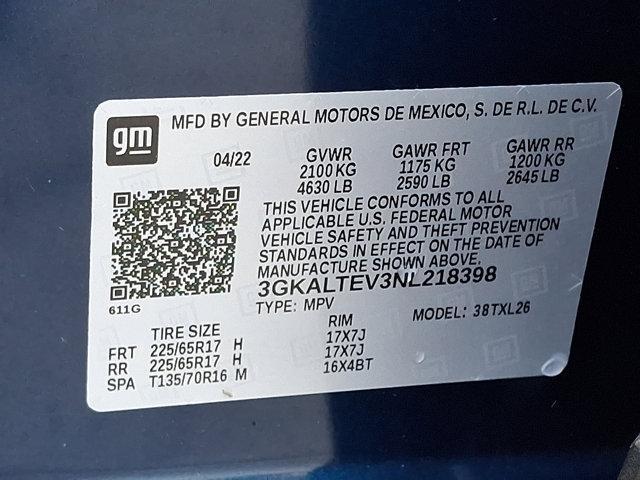 gm
MFD BY GENERAL MOTORS DE MEXICO, S. DE R.L. DE C.V.
04/22 GVWR GAWR FRT GAWR RR
2100 KG 1175 KG 1200 KG
4630 LB 2590 LB 2645 LB
THIS VEHICLE CONFORMS TO ALL
APPLICABLE U.S. FEDERAL MOTOR
VEHICLE SAFETY AND THEFT PREVENTION
STANDARDS IN EFFECT ON THE DATE OF
MANUFACTURE SHOWN ABOVE.
3GKALTEV3NL218398
611G
TYPE: MPV MODEL: 38TXL26
TIRE SIZE RIM
FRT 225/65R17 H 17X7J
RR 225/65R17 H 17X7J
SPA T135/70R16 M 16X4BT